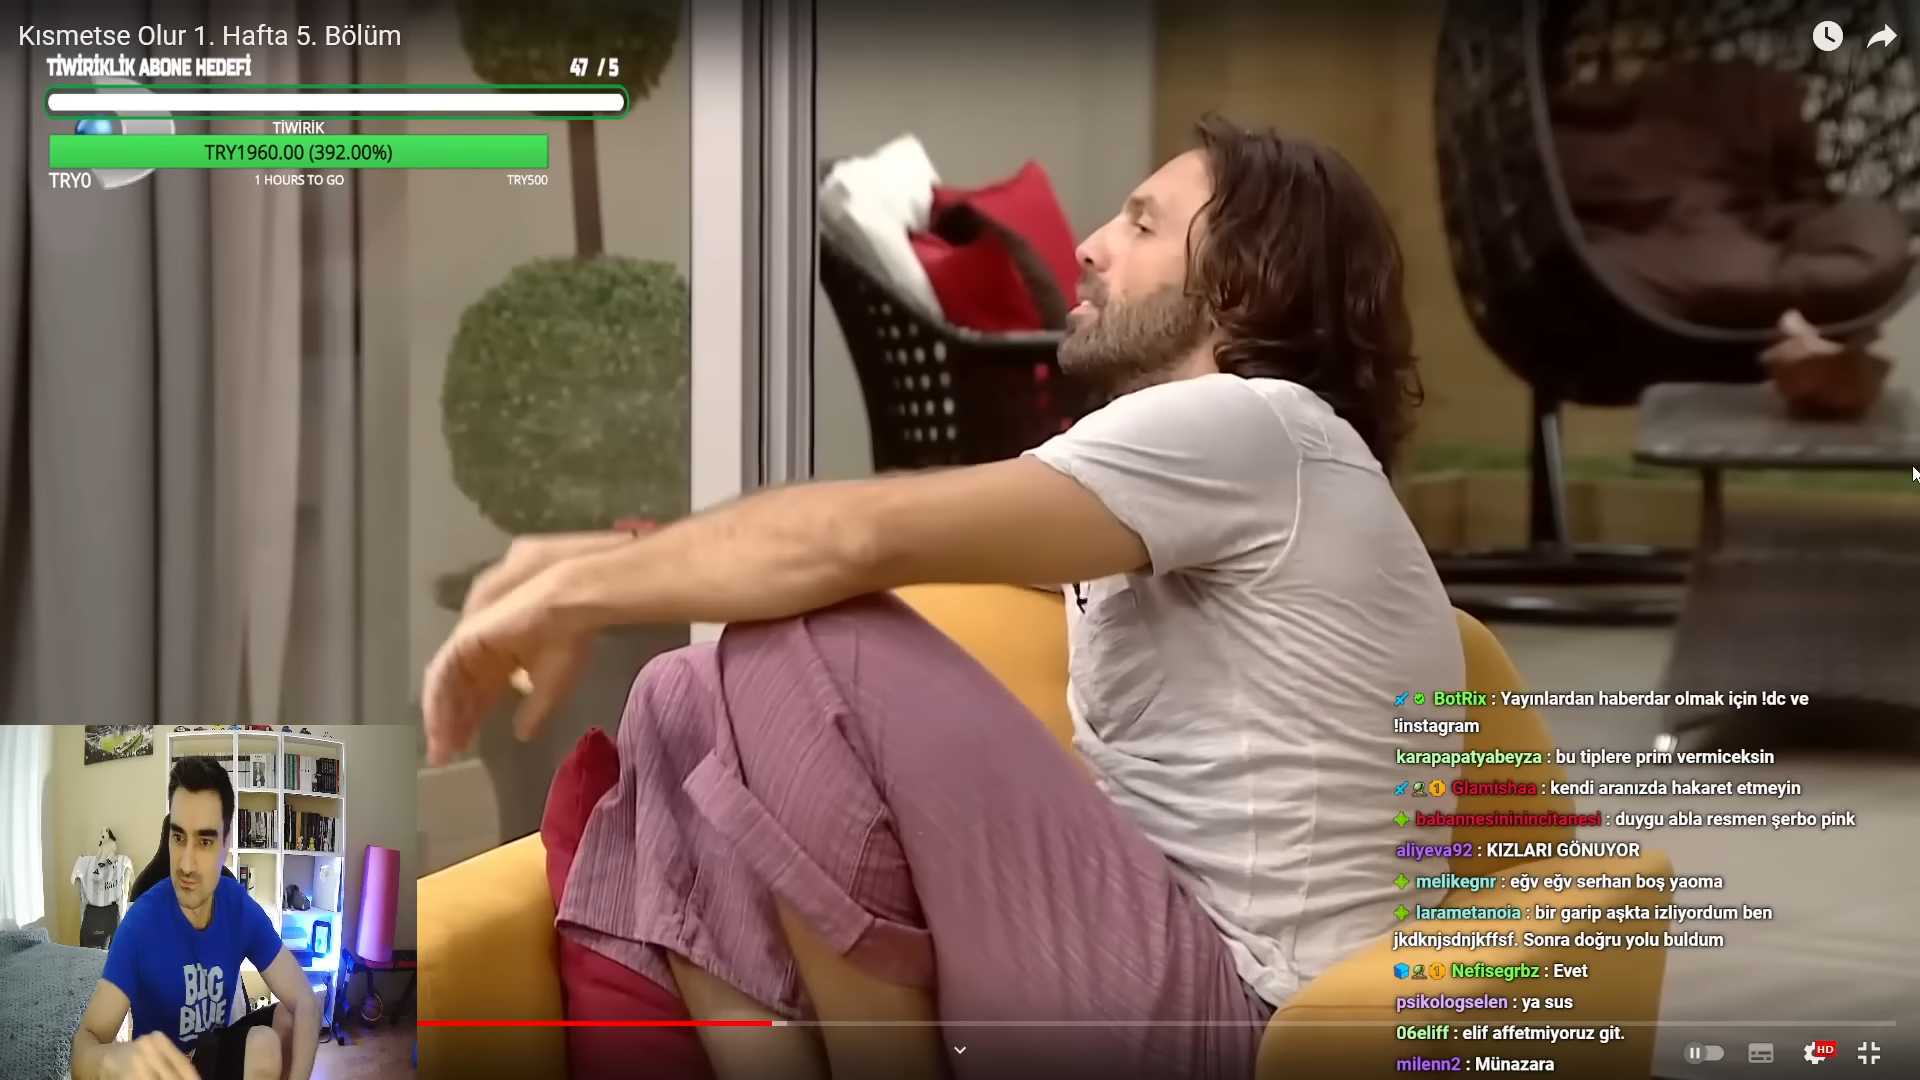 Kısmetse Olur 1. Hafta 5. Bölüm
TİWİRİKLİK ABONE HEDEFİ 47 / 5
TİWİRİK
TRY1960.00 (392.00%)
TRY0 1 HOURS TO GO TRY500
BotRix : Yayınlardan haberdar olmak için !dc ve
!instagram
karapapatyabeyza : bu tiplere prim vermiceksin
Glamishaa : kendi aranızda hakaret etmeyin
babannesininincitanesi : duygu abla resmen şerbo pink
aliyeva92 : KIZLARI GÖNUYOR
melikegnr : eğv eğv serhan boş yaoma
larametanoia : bir garip aşkta izliyordum ben
jkdknjsdnjkffsf. Sonra doğru yolu buldum
Nefisegrbz : Evet
psikologselen : ya sus
06eliff : elif affetmiyoruz git.
milenn2 : Münazara
HD
BIG
BLUE